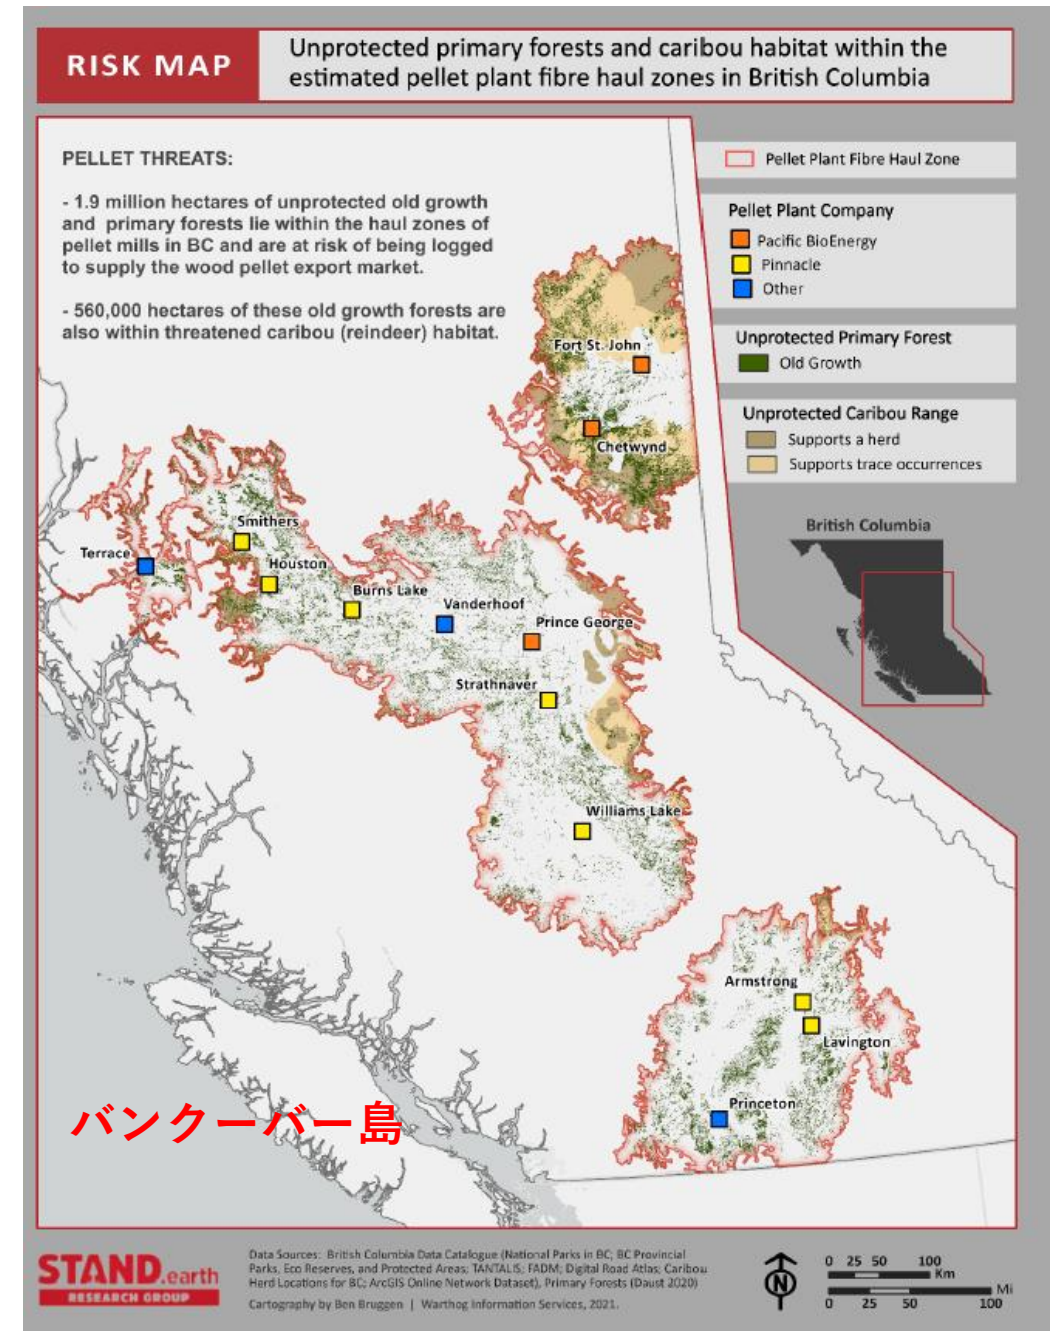 RISK MAP
Unprotected primary forests and caribou habitat within the
estimated pellet plant fibre haul zones in British Columbia
PELLET THREATS:
- 1.9 million hectares of unprotected old growth
and primary forests lie within the haul zones of
pellet mills in BC and are at risk of being logged
to supply the wood pellet export market.
- 560,000 hectares of these old growth forests are
also within threatened caribou (reindeer) habitat.
Pellet Plant Fibre Haul Zone
Pellet Plant Company
Pacific BioEnergy
Pinnacle
Other
Unprotected Primary Forest
Old Growth
Unprotected Caribou Range
Supports a herd
Supports trace occurrences
British Columbia
Fort St. John
Chetwynd
Smithers
Terrace
Houston
Burns Lake
Vanderhoof
Prince George
Strathnaver
Williams Lake
Armstrong
Lavington
Princeton
バンクーバー島
STAND.earth
RESEARCH GROUP
Data Sources: British Columbia Data Catalogue (National Parks in BC; BC Provincial
Parks, Eco Reserves, and Protected Areas; TANTALIS; FADM; Digital Road Atlas; Caribou
Herd Locations for BC; ArcGIS Online Network Dataset), Primary Forests (Daust 2020)
Cartography by Ben Bruggen | Warthog Information Services, 2021.
N
0 25 50 100
Km
Mi
0 25 50 100